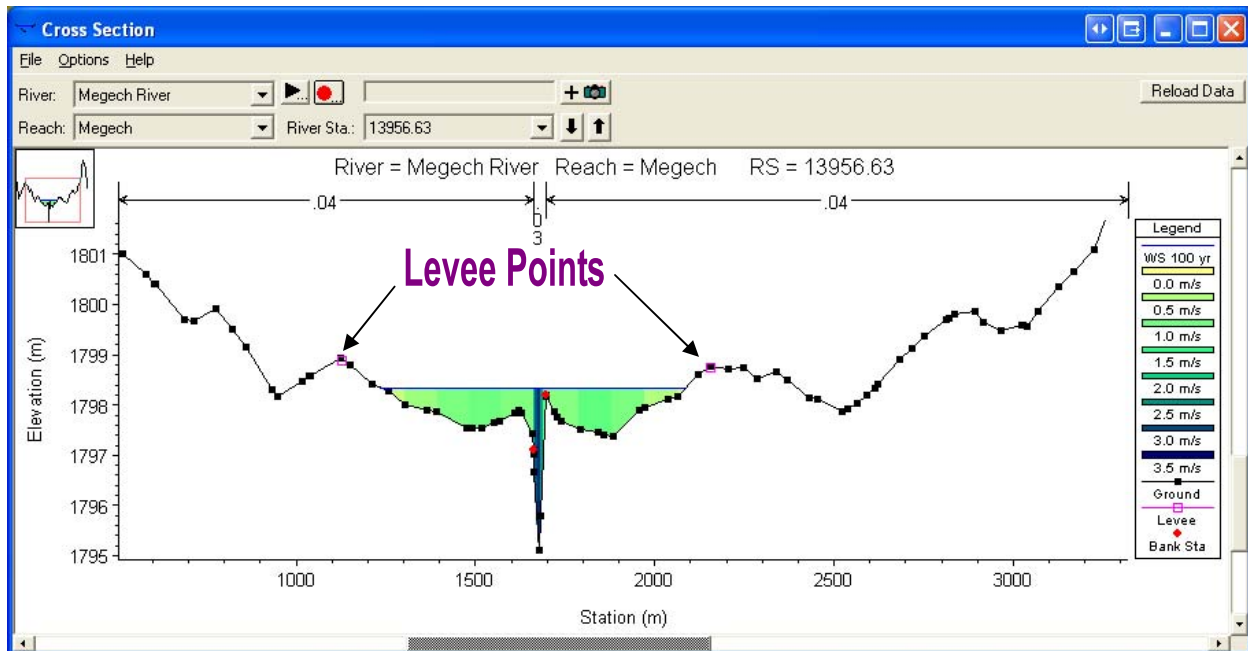 Cross Section
File Options Help
River: Megech River
Reload Data
Reach: Megech River Sta.: 13956.63
River = Megech River Reach = Megech RS = 13956.63
.04 .03 .04
Levee Points
Elevation (m)
1801
1800
1799
1798
1797
1796
1795
1000 1500 2000 2500 3000
Station (m)
Legend
WS 100 yr
0.0 m/s
0.5 m/s
1.0 m/s
1.5 m/s
2.0 m/s
2.5 m/s
3.0 m/s
3.5 m/s
Ground
Levee
Bank Sta